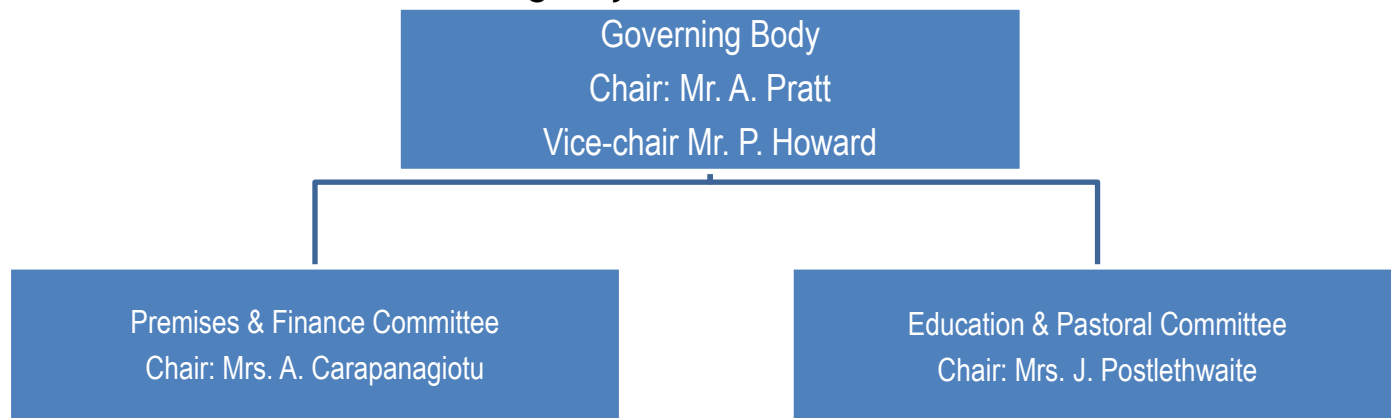 Governing Body
Chair: Mr. A. Pratt
Vice-chair Mr. P. Howard
Premises & Finance Committee
Chair: Mrs. A. Carapanagiotu
Education & Pastoral Committee
Chair: Mrs. J. Postlethwaite